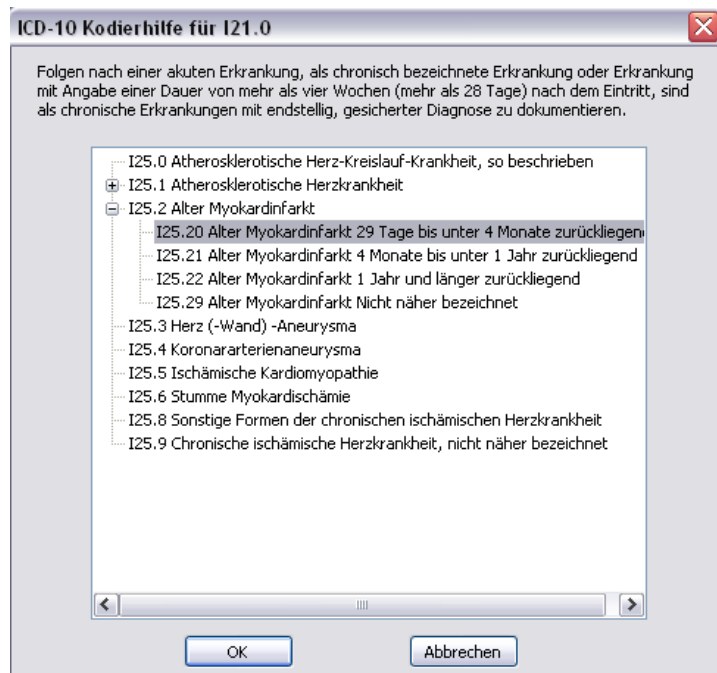 ICD-10 Kodierhilfe für I21.0
Folgen nach einer akuten Erkrankung, als chronisch bezeichnete Erkrankung oder Erkrankung
mit Angabe einer Dauer von mehr als vier Wochen (mehr als 28 Tage) nach dem Eintritt, sind
als chronische Erkrankungen mit endstellig, gesicherter Diagnose zu dokumentieren.
I25.0 Atherosklerotische Herz-Kreislauf-Krankheit, so beschrieben
I25.1 Atherosklerotische Herzkrankheit
I25.2 Alter Myokardinfarkt
I25.20 Alter Myokardinfarkt 29 Tage bis unter 4 Monate zurückliegen
I25.21 Alter Myokardinfarkt 4 Monate bis unter 1 Jahr zurückliegend
I25.22 Alter Myokardinfarkt 1 Jahr und länger zurückliegend
I25.29 Alter Myokardinfarkt Nicht näher bezeichnet
I25.3 Herz (-Wand) -Aneurysma
I25.4 Koronararterienaneurysma
I25.5 Ischämische Kardiomyopathie
I25.6 Stumme Myokardischämie
I25.8 Sonstige Formen der chronischen ischämischen Herzkrankheit
I25.9 Chronische ischämische Herzkrankheit, nicht näher bezeichnet
OK Abbrechen